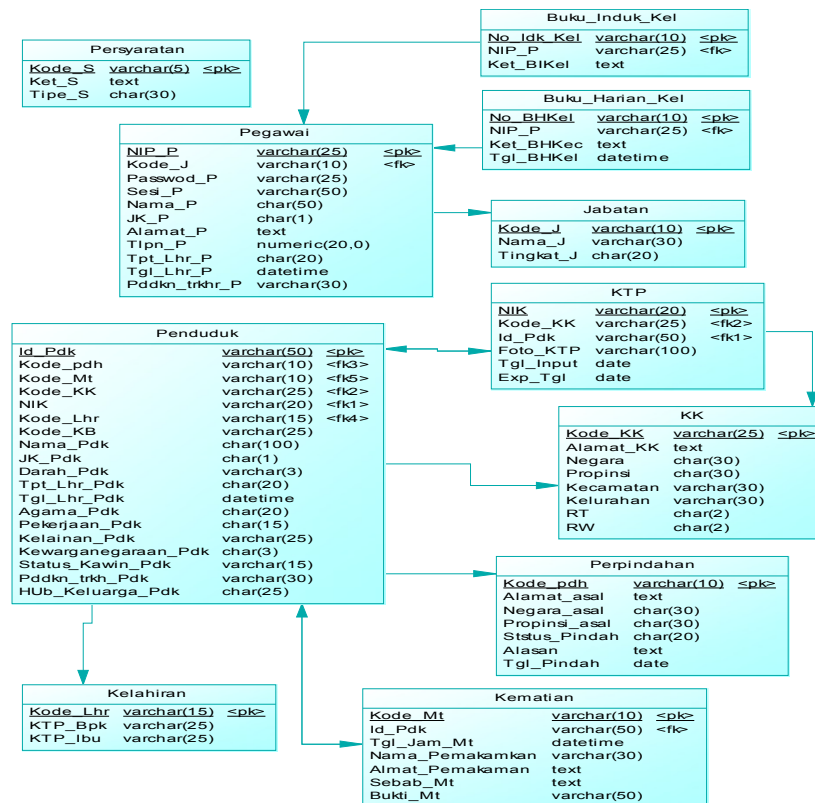 Persyaratan
Kode_S varchar(5) <pk>
Ket_S text
Tipe_S char(30)
Buku_Induk_Kel
No_Idk_Kel varchar(10) <pk>
NIP_P varchar(25) <fk>
Ket_BIKel text
Buku_Harian_Kel
No_BHKel varchar(10) <pk>
NIP_P varchar(25) <fk>
Ket_BHKec text
Tgl_BHKel datetime
Pegawai
NIP_P varchar(25) <pk>
Kode_J varchar(10) <fk>
Passwod_P varchar(25)
Sesi_P varchar(50)
Nama_P char(50)
JK_P char(1)
Alamat_P text
Tlpn_P numeric(20,0)
Tpt_Lhr_P char(20)
Tgl_Lhr_P datetime
Pddkn_trkhr_P varchar(30)
Jabatan
Kode_J varchar(10) <pk>
Nama_J varchar(30)
Tingkat_J char(20)
KTP
NIK varchar(20) <pk>
Kode_KK varchar(25) <fk2>
Id_Pdk varchar(50) <fk1>
Foto_KTP varchar(100)
Tgl_Input date
Exp_Tgl date
Penduduk
Id_Pdk varchar(50) <pk>
Kode_pdh varchar(10) <fk3>
Kode_Mt varchar(10) <fk5>
Kode_KK varchar(25) <fk2>
NIK varchar(20) <fk1>
Kode_Lhr varchar(15) <fk4>
Kode_KB varchar(25)
Nama_Pdk char(100)
JK_Pdk char(1)
Darah_Pdk varchar(3)
Tpt_Lhr_Pdk char(20)
Tgl_Lhr_Pdk datetime
Agama_Pdk char(20)
Pekerjaan_Pdk char(15)
Kelainan_Pdk varchar(25)
Kewarganegaraan_Pdk char(3)
Status_Kawin_Pdk varchar(15)
Pddkn_trkh_Pdk varchar(30)
HUb_Keluarga_Pdk char(25)
KK
Kode_KK varchar(25) <pk>
Alamat_KK text
Negara char(30)
Propinsi char(30)
Kecamatan varchar(30)
Kelurahan varchar(30)
RT char(2)
RW char(2)
Perpindahan
Kode_pdh varchar(10) <pk>
Alamat_asal text
Negara_asal char(30)
Propinsi_asal char(30)
Ststus_Pindah char(20)
Alasan text
Tgl_Pindah date
Kelahiran
Kode_Lhr varchar(15) <pk>
KTP_Bpk varchar(25)
KTP_Ibu varchar(25)
Kematian
Kode_Mt varchar(10) <pk>
Id_Pdk varchar(50) <fk>
Tgl_Jam_Mt datetime
Nama_Pemakamkan varchar(30)
Almat_Pemakaman text
Sebab_Mt text
Bukti_Mt varchar(50)